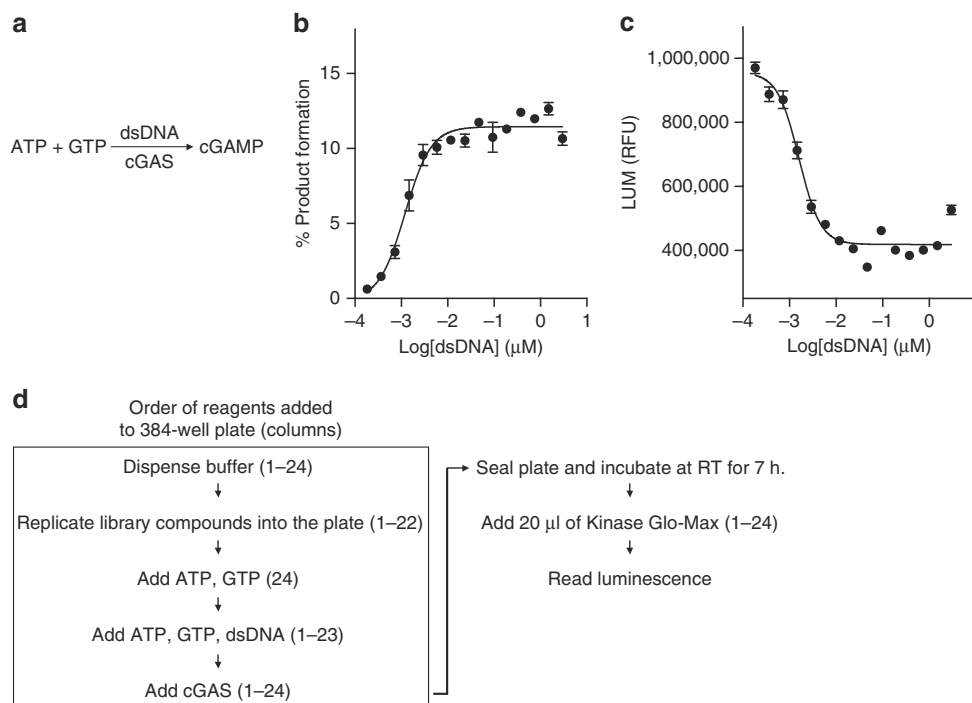 a
ATP + GTP dsDNA cGAS cGAMP
b
% Product formation
15
10
5
0
–4 –3 –2 –1 0 1
Log[dsDNA] (μM)
c
LUM (RFU)
1,000,000
800,000
600,000
400,000
–4 –3 –2 –1 0
Log[dsDNA] (μM)
d
Order of reagents added
to 384-well plate (columns)
Dispense buffer (1–24)
Replicate library compounds into the plate (1–22)
Add ATP, GTP (24)
Add ATP, GTP, dsDNA (1–23)
Add cGAS (1–24)
Seal plate and incubate at RT for 7 h.
Add 20 μl of Kinase Glo-Max (1–24)
Read luminescence